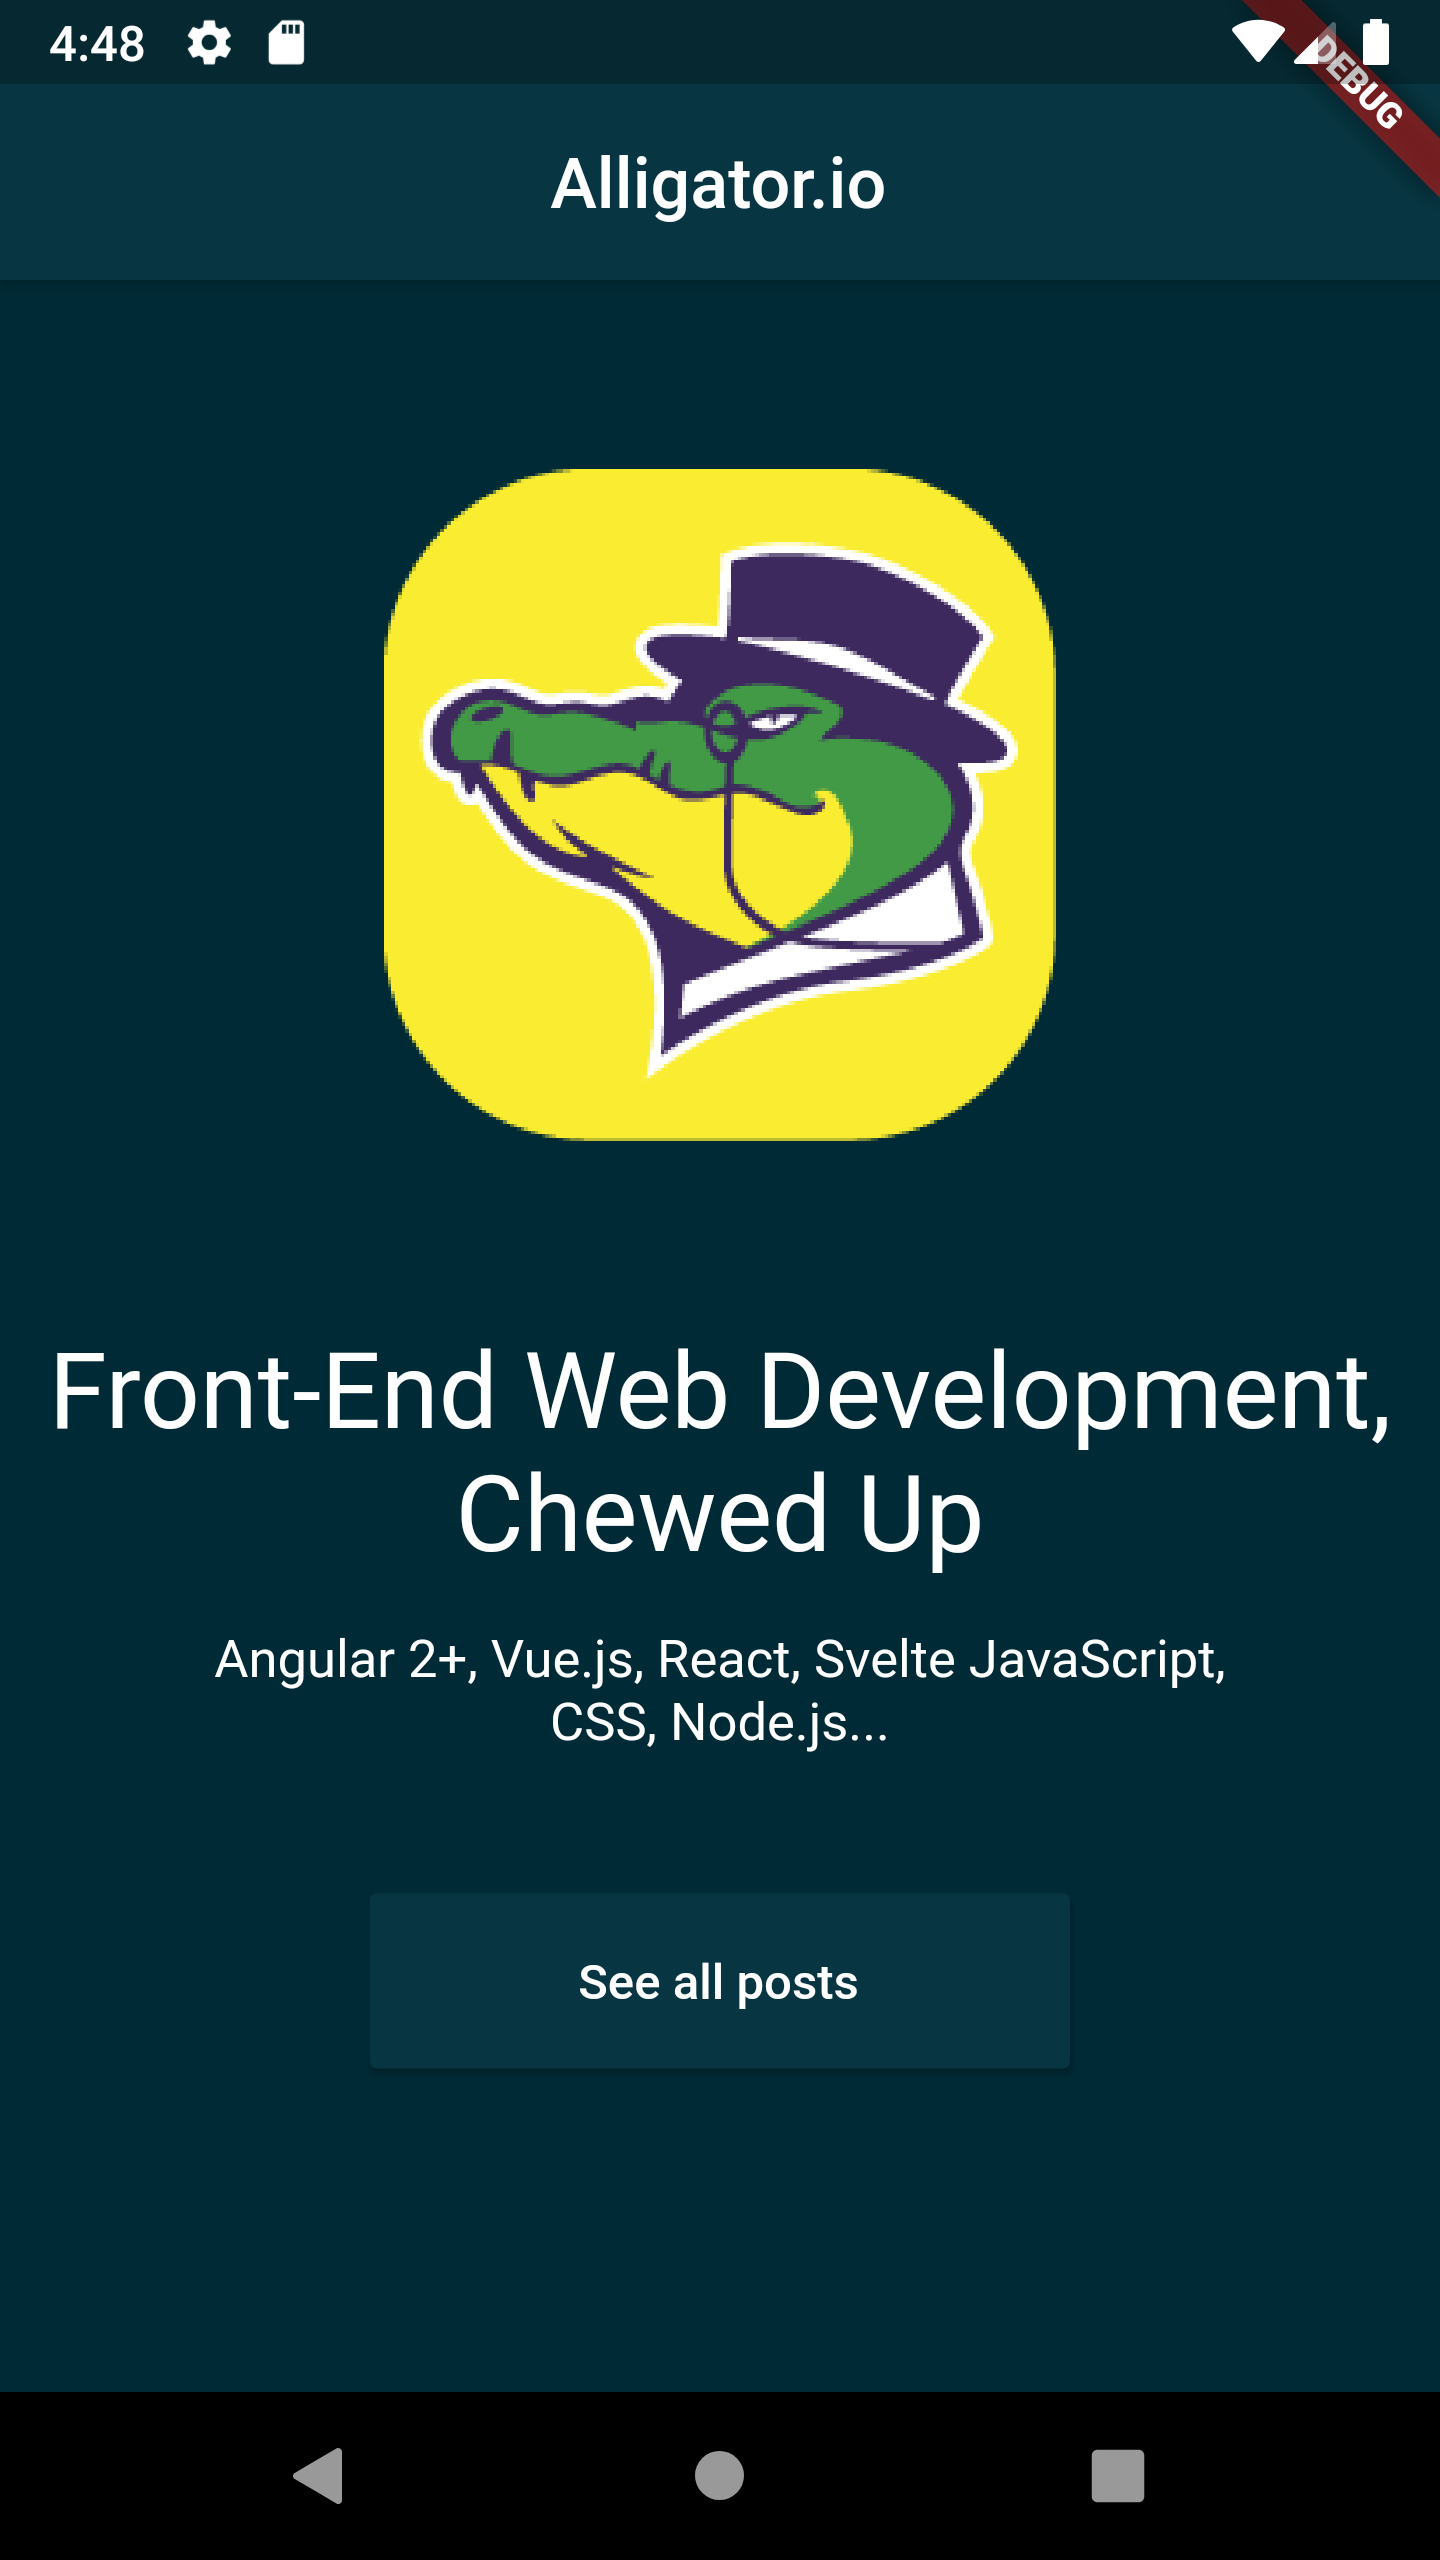 4:48
DEBUG
Alligator.io
Front-End Web Development,
Chewed Up
Angular 2+, Vue.js, React, Svelte JavaScript,
CSS, Node.js...
See all posts